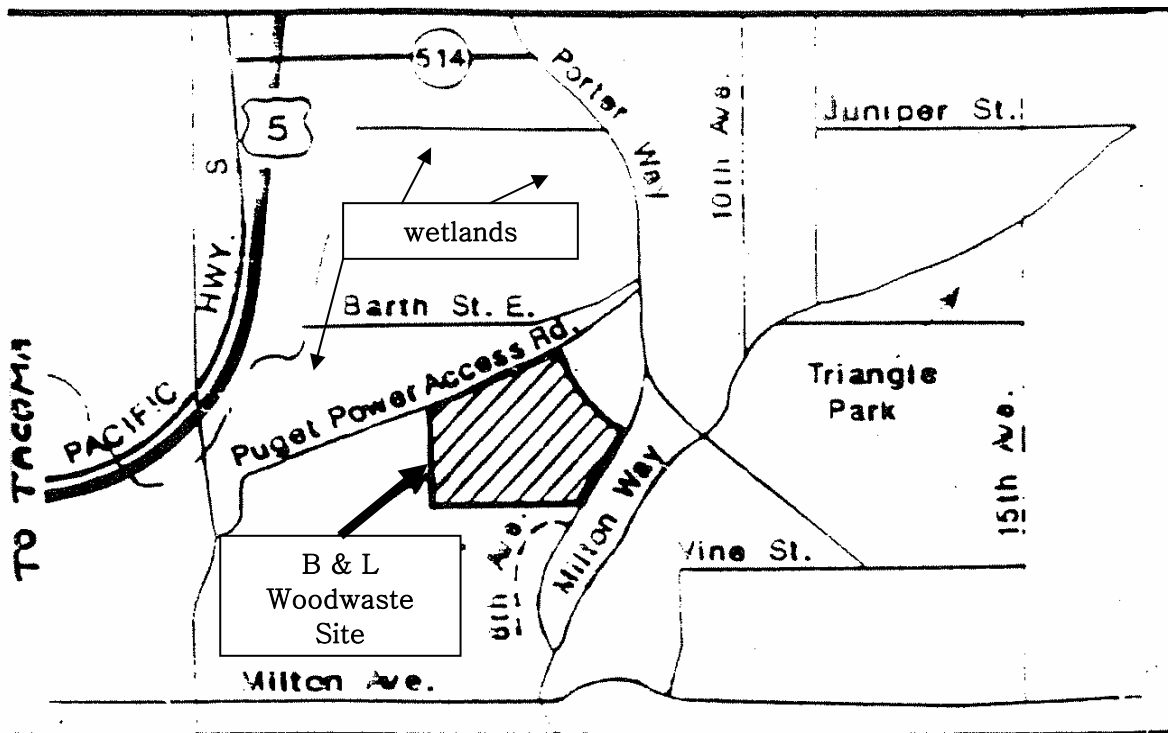 514
Porter Way
10th Ave.
Juniper St.
5
PACIFIC HWY. S
wetlands
Barth St. E.
Puget Power Access Rd.
Triangle
Park
TO TACOMA
15th Ave.
Milton Way
B & L
Woodwaste
Site
8th Ave.
Vine St.
Milton Ave.